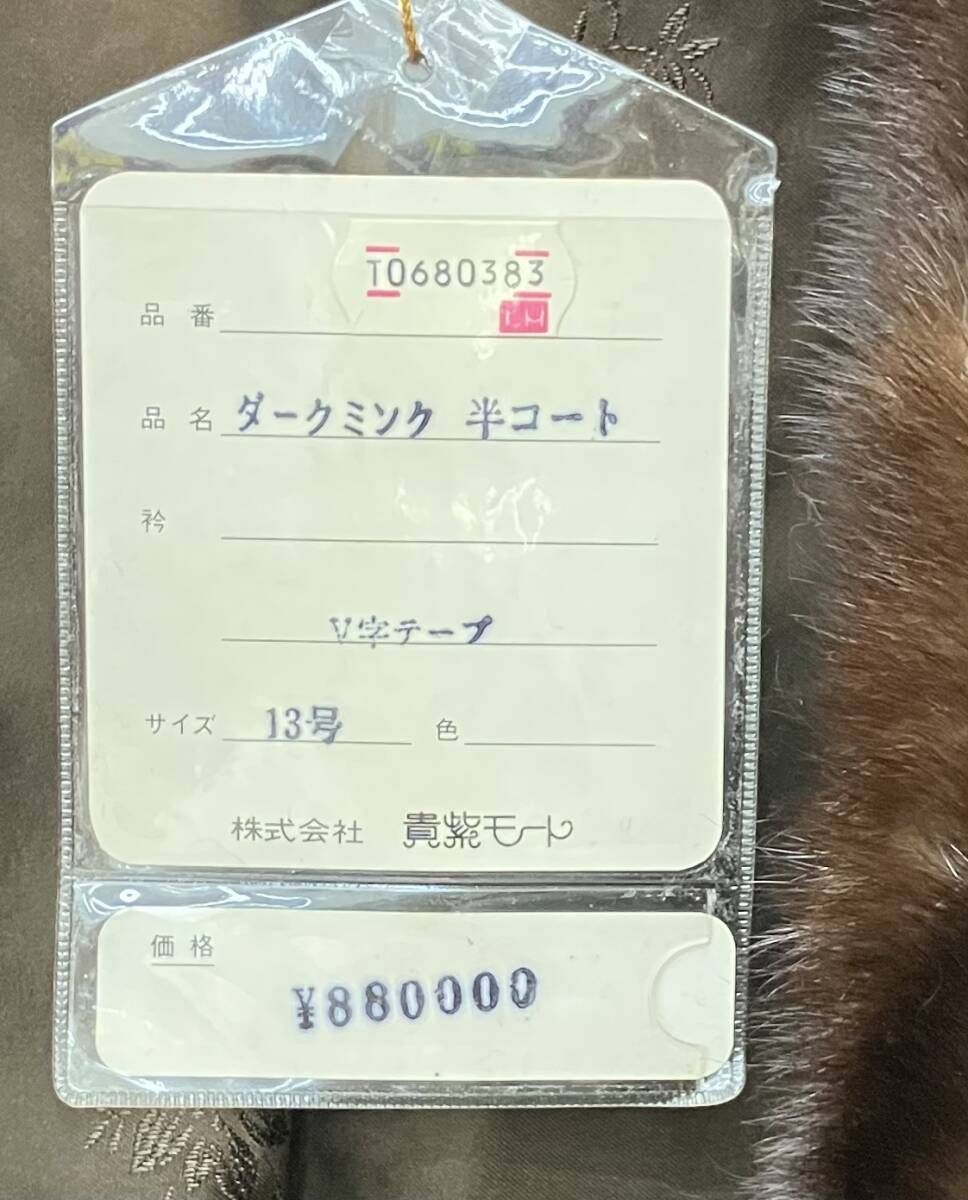 T0680383
品番
品名 ダークミンク 半コート
衿
V字テープ
サイズ 13号 色
株式会社 貴紫モート
価格
¥880000